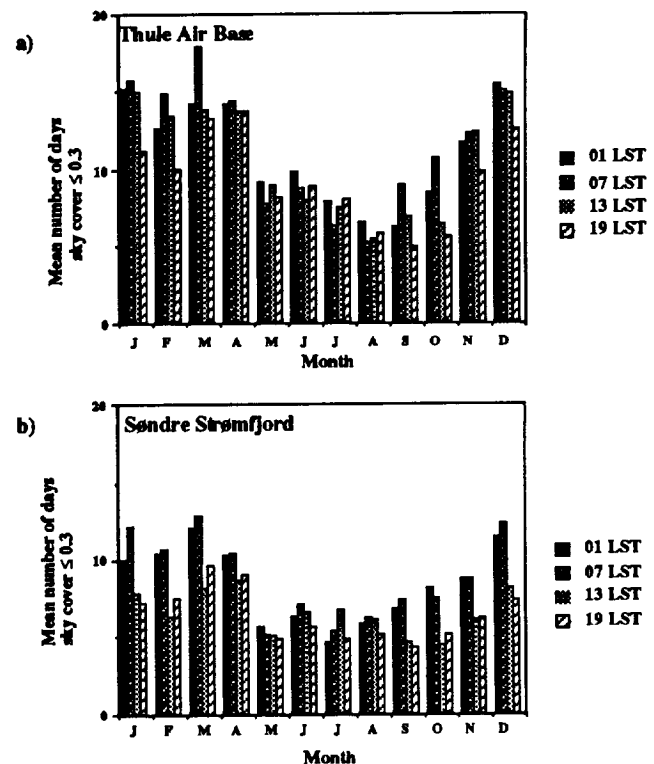 a)
Thule Air Base
20
10
0
Mean number of days
sky cover ≤ 0.3
J F M A M J J A S O N D
Month
01 LST
07 LST
13 LST
19 LST
b)
Søndre Strømfjord
20
10
0
Mean number of days
sky cover ≤ 0.3
J F M A M J J A S O N D
Month
01 LST
07 LST
13 LST
19 LST